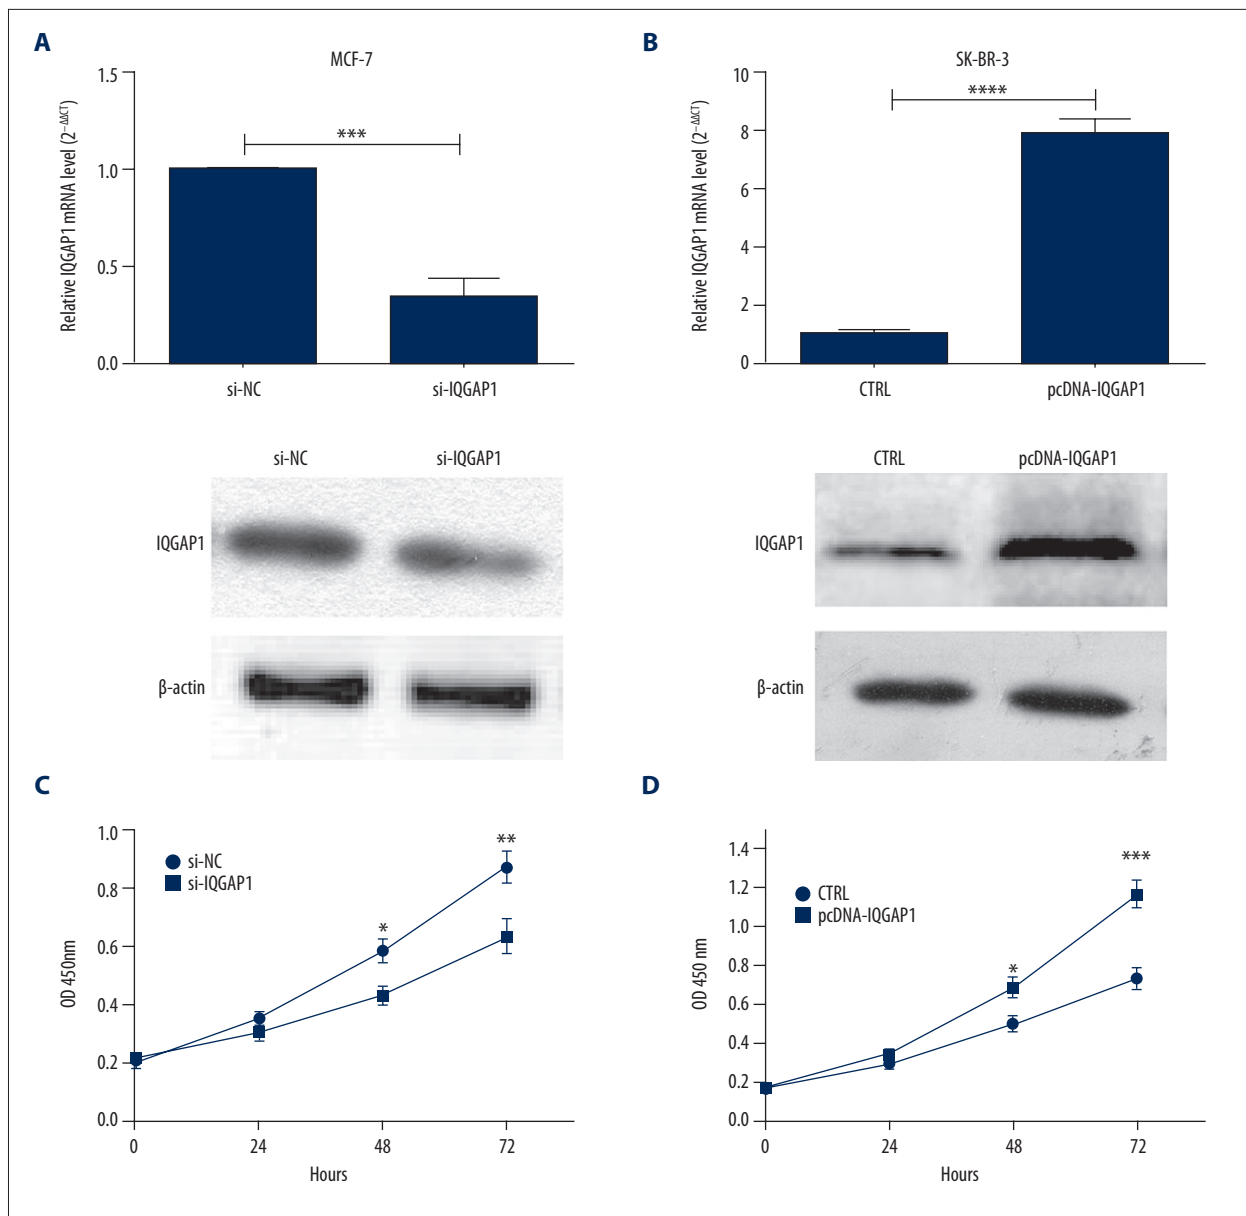 A
MCF-7
Relative IQGAP1 mRNA level (2⁻ΔΔCT)
1.5
1.0
0.5
0.0
***
si-NC
si-IQGAP1
si-NC
si-IQGAP1
IQGAP1
β-actin
B
SK-BR-3
Relative IQGAP1 mRNA level (2⁻ΔΔCT)
10
8
6
4
2
0
****
CTRL
pcDNA-IQGAP1
CTRL
pcDNA-IQGAP1
IQGAP1
β-actin
C
OD 450nm
1.0
0.8
0.6
0.4
0.2
0.0
si-NC
si-IQGAP1
*
**
0 24 48 72
Hours
D
OD 450 nm
1.4
1.2
1.0
0.8
0.6
0.4
0.2
0.0
CTRL
pcDNA-IQGAP1
*
***
0 24 48 72
Hours